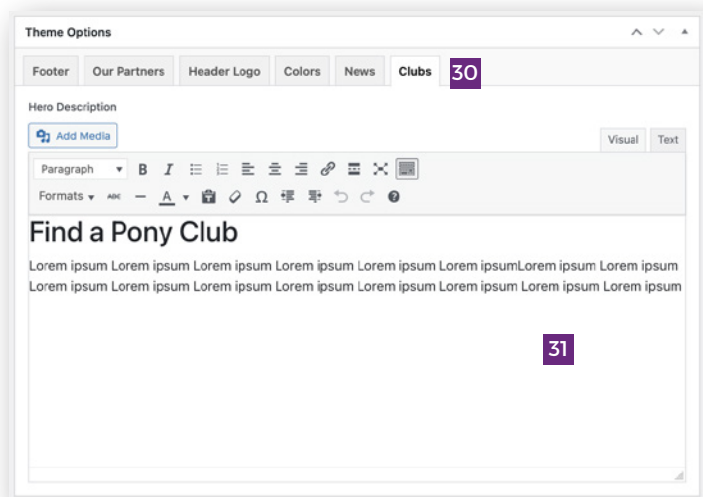 Theme Options
Footer Our Partners Header Logo Colors News Clubs 30
Hero Description
Add Media Visual Text
Paragraph B I
Formats ABC A Ω
Find a Pony Club
Lorem ipsum Lorem ipsum Lorem ipsum Lorem ipsum Lorem ipsum Lorem ipsumLorem ipsum Lorem ipsum
Lorem ipsum Lorem ipsum Lorem ipsum Lorem ipsum Lorem ipsum Lorem ipsum Lorem ipsum Lorem ipsum
31